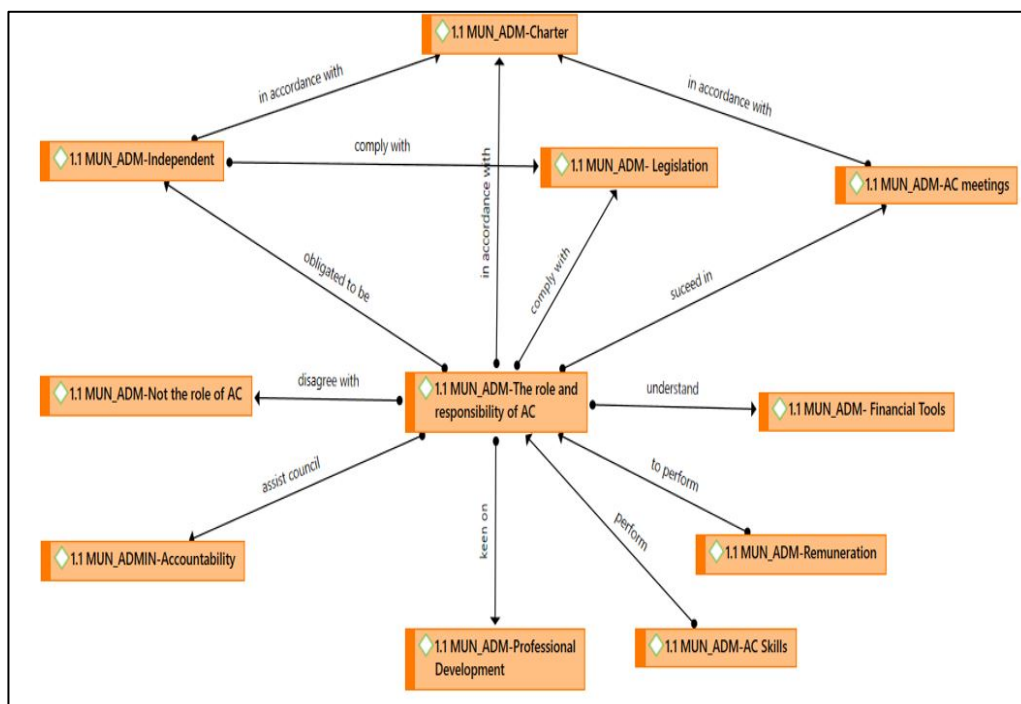 1.1 MUN_ADM-Charter
in accordance with
in accordance with
1.1 MUN_ADM-Independent
comply with
1.1 MUN_ADM- Legislation
1.1 MUN_ADM-AC meetings
in accordance with
obligated to be
comply with
suceed in
1.1 MUN_ADM-Not the role of AC
disagree with
1.1 MUN_ADM-The role and
responsibility of AC
understand
1.1 MUN_ADM- Financial Tools
assist council
keen on
perform
to perform
1.1 MUN_ADMIN-Accountability
1.1 MUN_ADM-Remuneration
1.1 MUN_ADM-Professional
Development
1.1 MUN_ADM-AC Skills